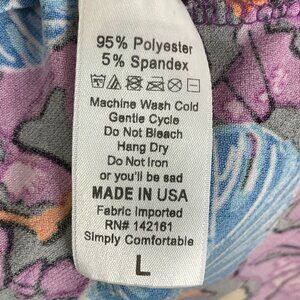 95% Polyester
5% Spandex
Machine Wash Cold
Gentle Cycle
Do Not Bleach
Hang Dry
Do Not Iron
or you'll be sad
MADE IN USA
Fabric Imported
RN# 142161
Simply Comfortable
L